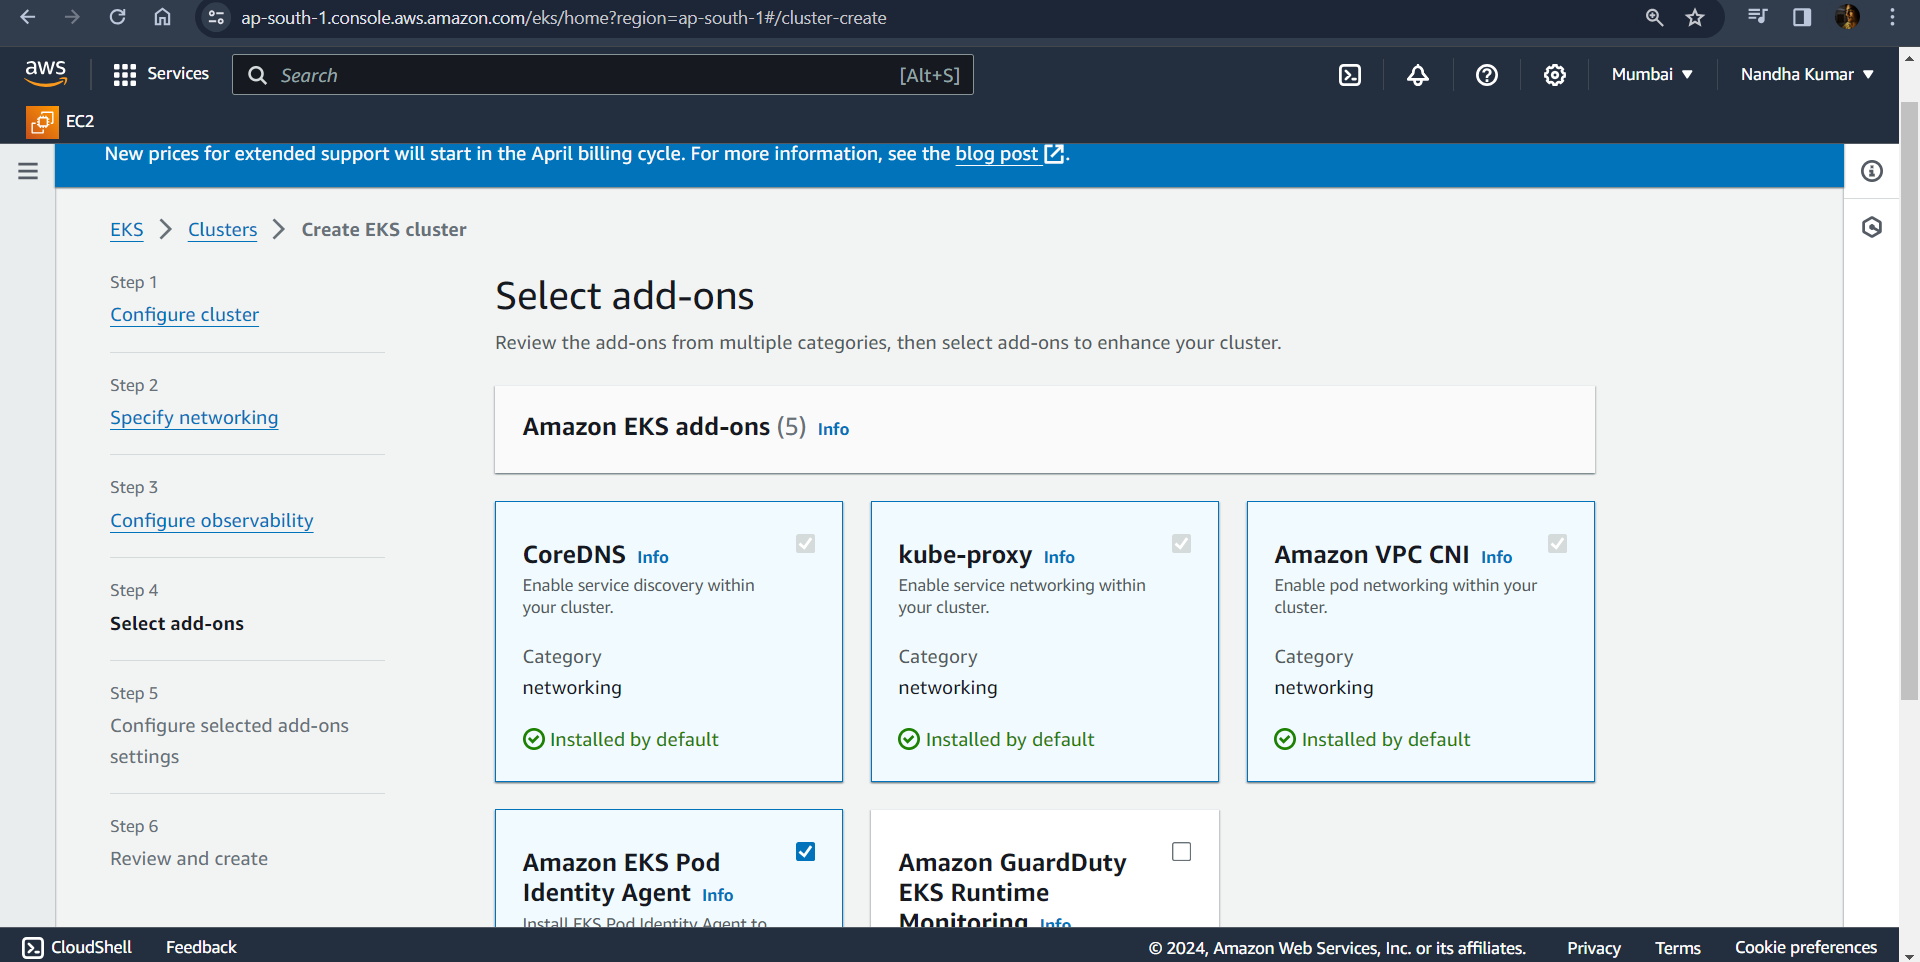 ap-south-1.console.aws.amazon.com/eks/home?region=ap-south-1#/cluster-create
aws
Services
Search
[Alt+S]
Mumbai
Nandha Kumar
EC2
New prices for extended support will start in the April billing cycle. For more information, see the blog post.
EKS
Clusters
Create EKS cluster
Step 1
Configure cluster
Step 2
Specify networking
Step 3
Configure observability
Step 4
Select add-ons
Step 5
Configure selected add-ons
settings
Step 6
Review and create
Select add-ons
Review the add-ons from multiple categories, then select add-ons to enhance your cluster.
Amazon EKS add-ons (5) Info
CoreDNS Info
Enable service discovery within
your cluster.
Category
networking
Installed by default
kube-proxy Info
Enable service networking within
your cluster.
Category
networking
Installed by default
Amazon VPC CNI Info
Enable pod networking within your
cluster.
Category
networking
Installed by default
Amazon EKS Pod
Identity Agent Info
Install EKS Pod Identity Agent to
Amazon GuardDuty
EKS Runtime
Monitoring Info
CloudShell
Feedback
© 2024, Amazon Web Services, Inc. or its affiliates.
Privacy
Terms
Cookie preferences